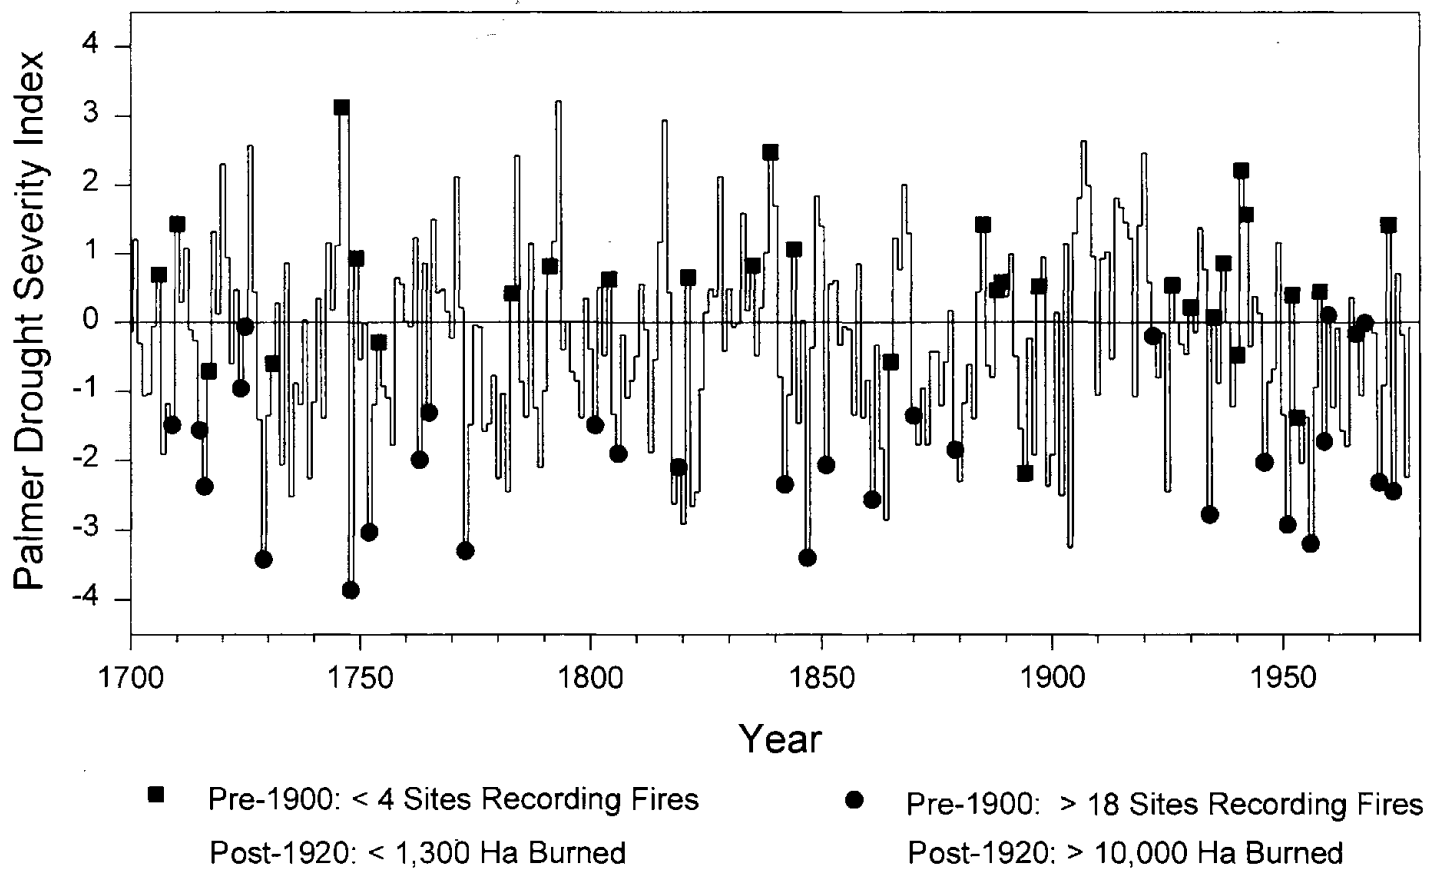 Palmer Drought Severity Index
4
3
2
1
0
-1
-2
-3
-4
1700 1750 1800 1850 1900 1950
Year
Pre-1900: < 4 Sites Recording Fires
Post-1920: < 1,300 Ha Burned
Pre-1900: > 18 Sites Recording Fires
Post-1920: > 10,000 Ha Burned